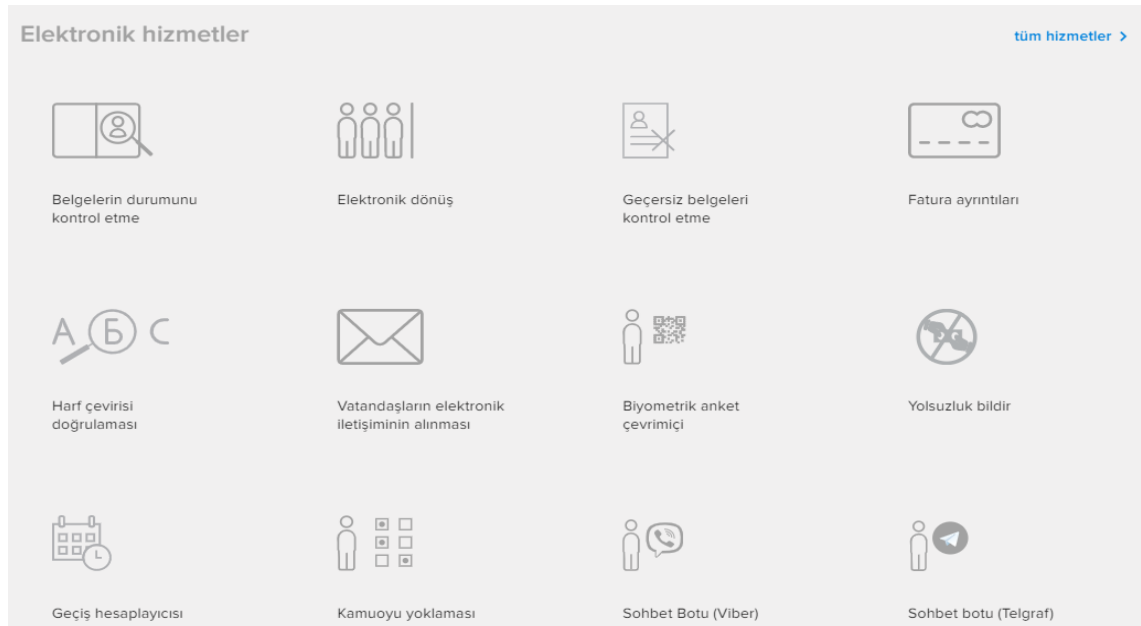 Elektronik hizmetler
tüm hizmetler >
Belgelerin durumunu
kontrol etme
Elektronik dönüş
Geçersiz belgeleri
kontrol etme
Fatura ayrıntıları
А Б С
Harf çevirisi
doğrulaması
Vatandaşların elektronik
iletişiminin alınması
Biyometrik anket
çevrimiçi
Yolsuzluk bildir
Geçiş hesaplayıcısı
Kamuoyu yoklaması
Sohbet Botu (Viber)
Sohbet botu (Telgraf)